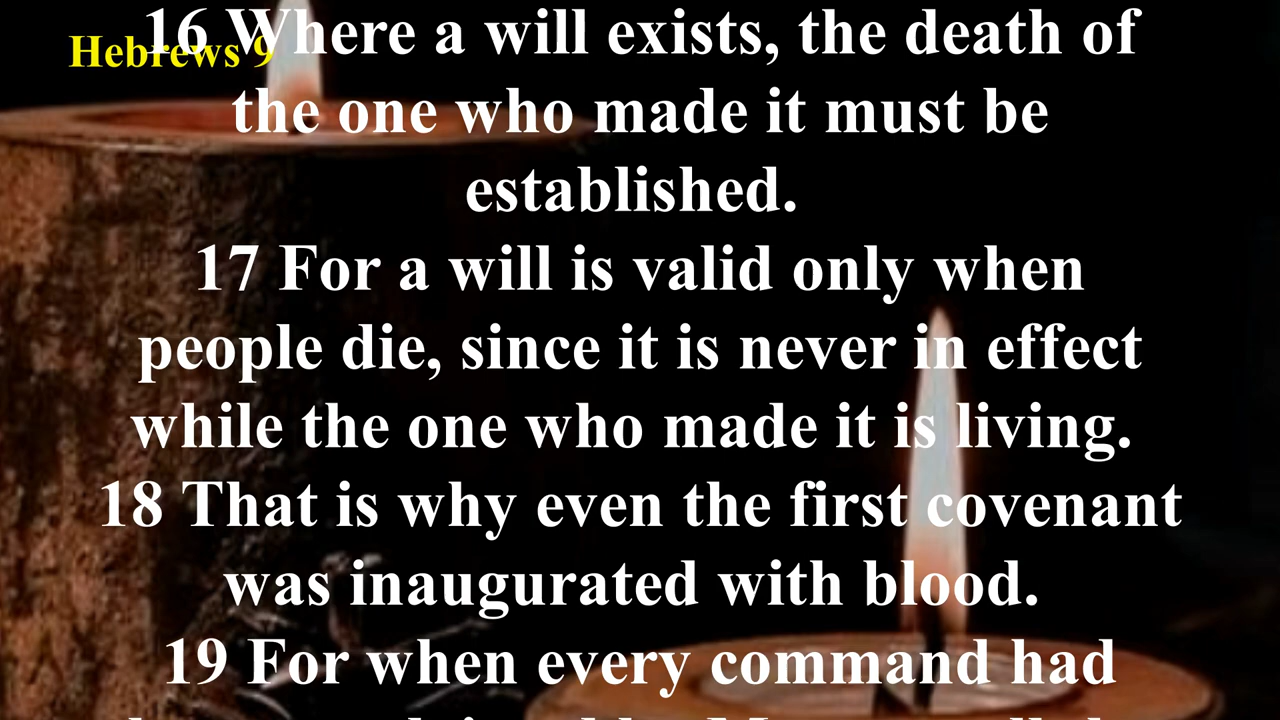 Hebrews 9
16 Where a will exists, the death of
the one who made it must be
established.
17 For a will is valid only when
people die, since it is never in effect
while the one who made it is living.
18 That is why even the first covenant
was inaugurated with blood.
19 For when every command had